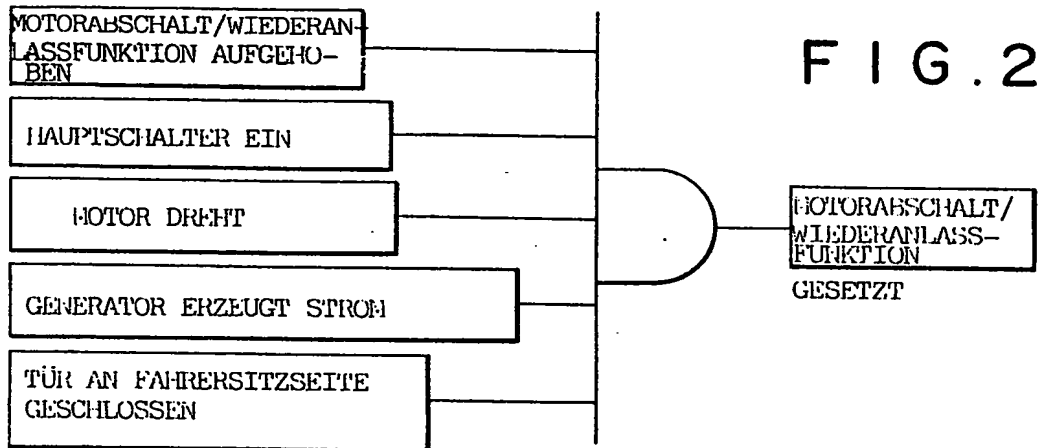 MOTORABSCHALT/WIEDERAN-
LASSFUNKTION AUFGEHO-
BEN
FIG.2
HAUPTSCHALTER EIN
MOTOR DREHT
MOTORABSCHALT/
WIEDERANLASS-
FUNKTION
GESETZT
GENERATOR ERZEUGT STROM
TÜR AN FAHRERSITZSEITE
GESCHLOSSEN